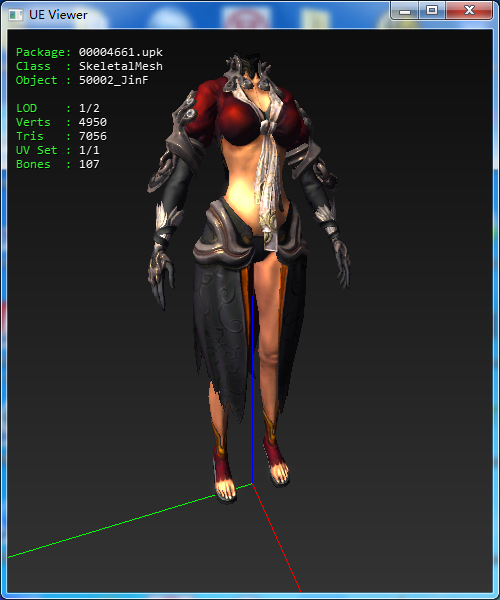 UE Viewer
Package: 00004661.upk
Class : SkeletalMesh
Object : 50002_JinF
LOD : 1/2
Verts : 4950
Tris : 7056
UV Set : 1/1
Bones : 107